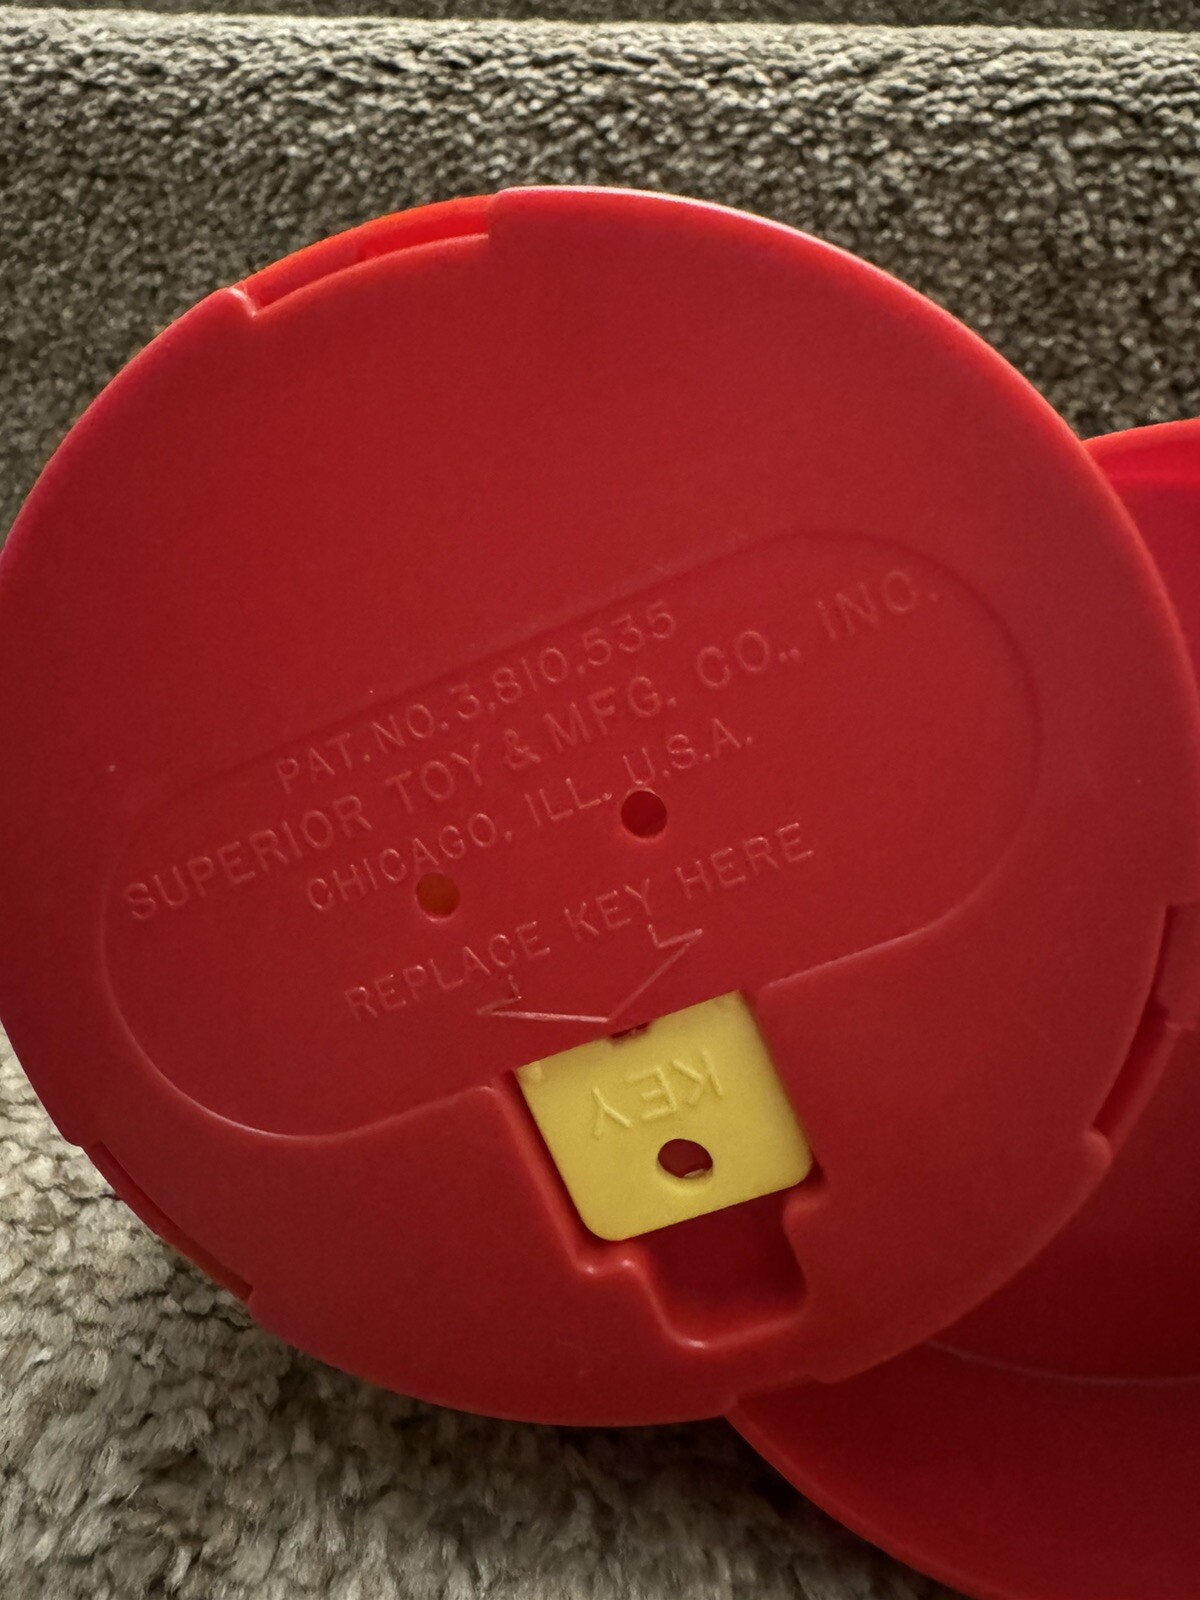 PAT. NO. 3,810,535
SUPERIOR TOY & MFG. CO., INC.
CHICAGO, ILL. U.S.A.
REPLACE KEY HERE
KEY